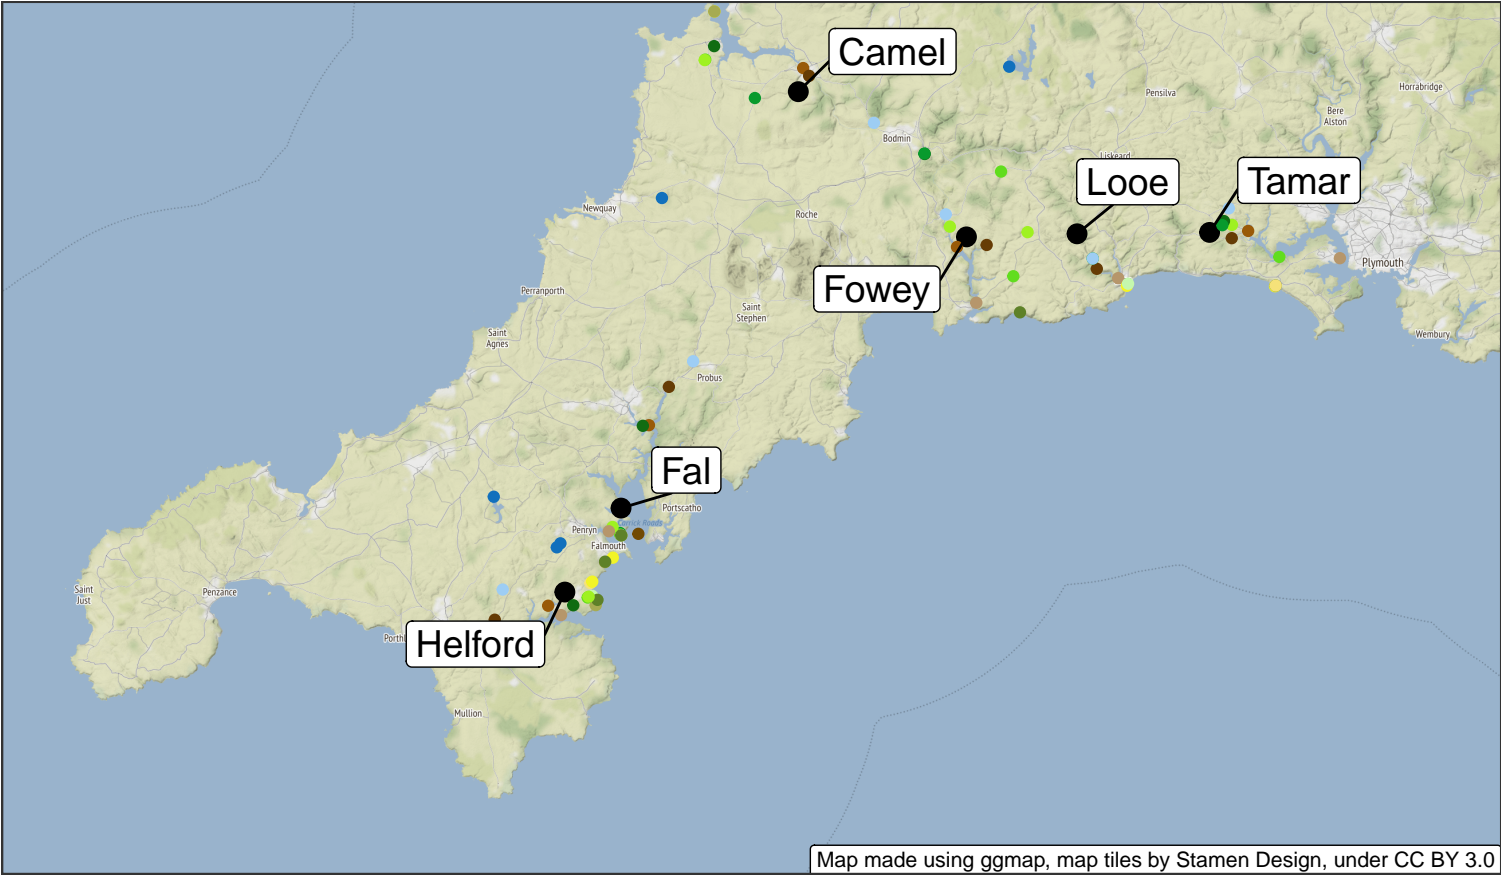 Camel
Horrabridge
Pensilva
Bere
Alston
Bodmin
Liskeard
Looe
Tamar
Newquay
Roche
Plymouth
Fowey
Perranporth
Saint
Stephen
Saint
Agnes
Wembury
Probus
Fal
Portscatho
Carrick Roads
Penryn
Falmouth
Saint
Just
Penzance
Helford
Mullion
Map made using ggmap, map tiles by Stamen Design, under CC BY 3.0